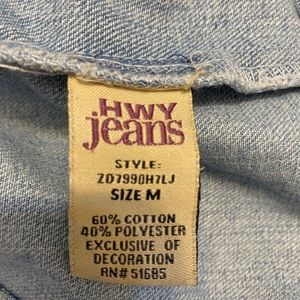 HWY
jeans
STYLE:
ZD7990H7LJ
SIZE M
60% COTTON
40% POLYESTER
EXCLUSIVE OF
DECORATION
RN# 51685